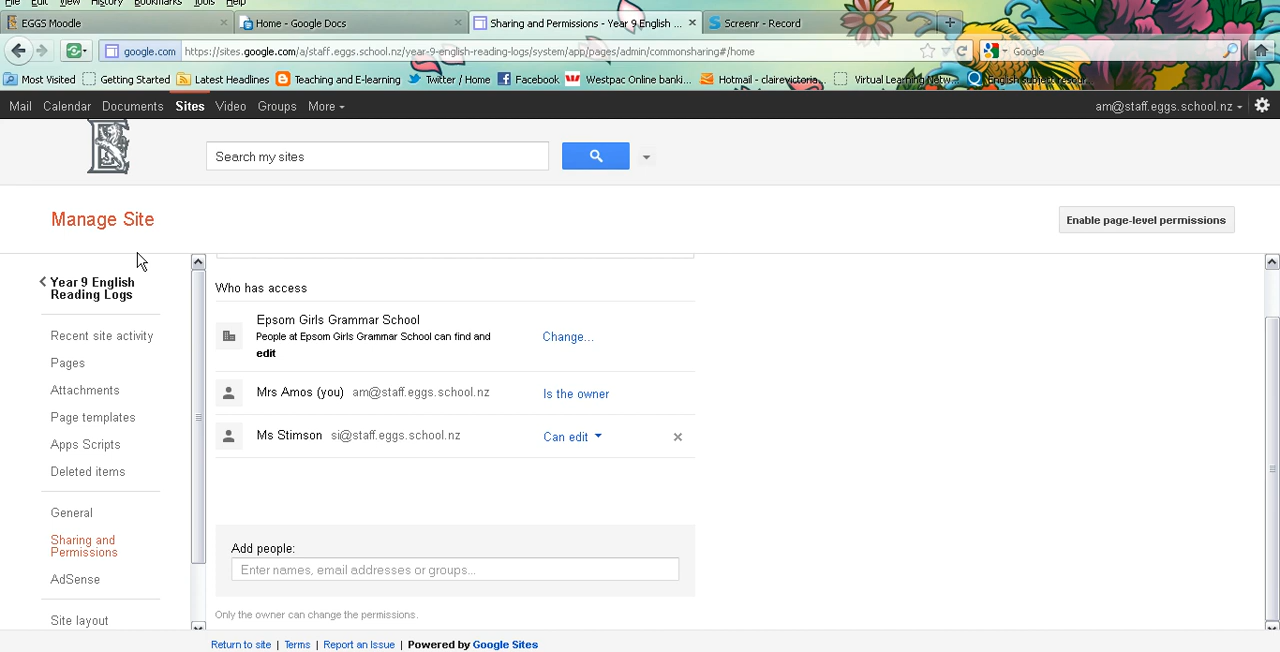 File Edit View History Bookmarks Tools Help
EGGS Moodle
Home - Google Docs
Sharing and Permissions - Year 9 English ...
Screenr - Record
google.com
https://sites.google.com/a/staff.eggs.school.nz/year-9-english-reading-logs/system/app/pages/admin/commonsharing#/home
Google
Most Visited Getting Started Latest Headlines Teaching and E-learning Twitter / Home Facebook Westpac Online banki... Hotmail - clairevictoria... Virtual Learning Netw... English subject resour...
Mail Calendar Documents Sites Video Groups More
am@staff.eggs.school.nz
Search my sites
Manage Site
Enable page-level permissions
Year 9 English
Reading Logs
Recent site activity
Pages
Attachments
Page templates
Apps Scripts
Deleted items
General
Sharing and
Permissions
AdSense
Site layout
Who has access
Epsom Girls Grammar School
People at Epsom Girls Grammar School can find and
edit
Change...
Mrs Amos (you) am@staff.eggs.school.nz
Is the owner
Ms Stimson si@staff.eggs.school.nz
Can edit
Add people:
Enter names, email addresses or groups...
Only the owner can change the permissions.
Return to site | Terms | Report an Issue | Powered by Google Sites